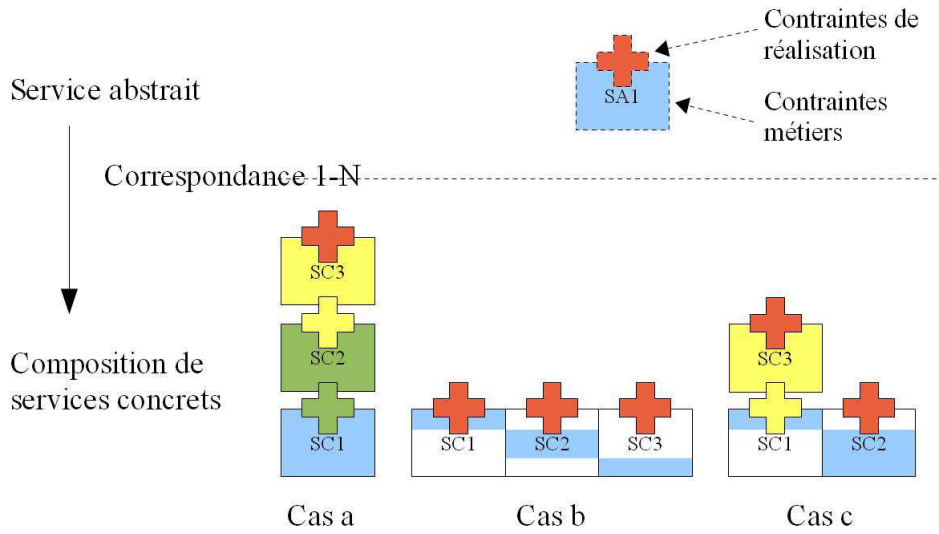 Contraintes de
réalisation
Service abstrait
SA1
Contraintes
métiers
Correspondance 1-N
SC3
SC2
SC1
SC3
Composition de
services concrets
SC1
SC2
SC3
SC1
SC2
Cas a
Cas b
Cas c